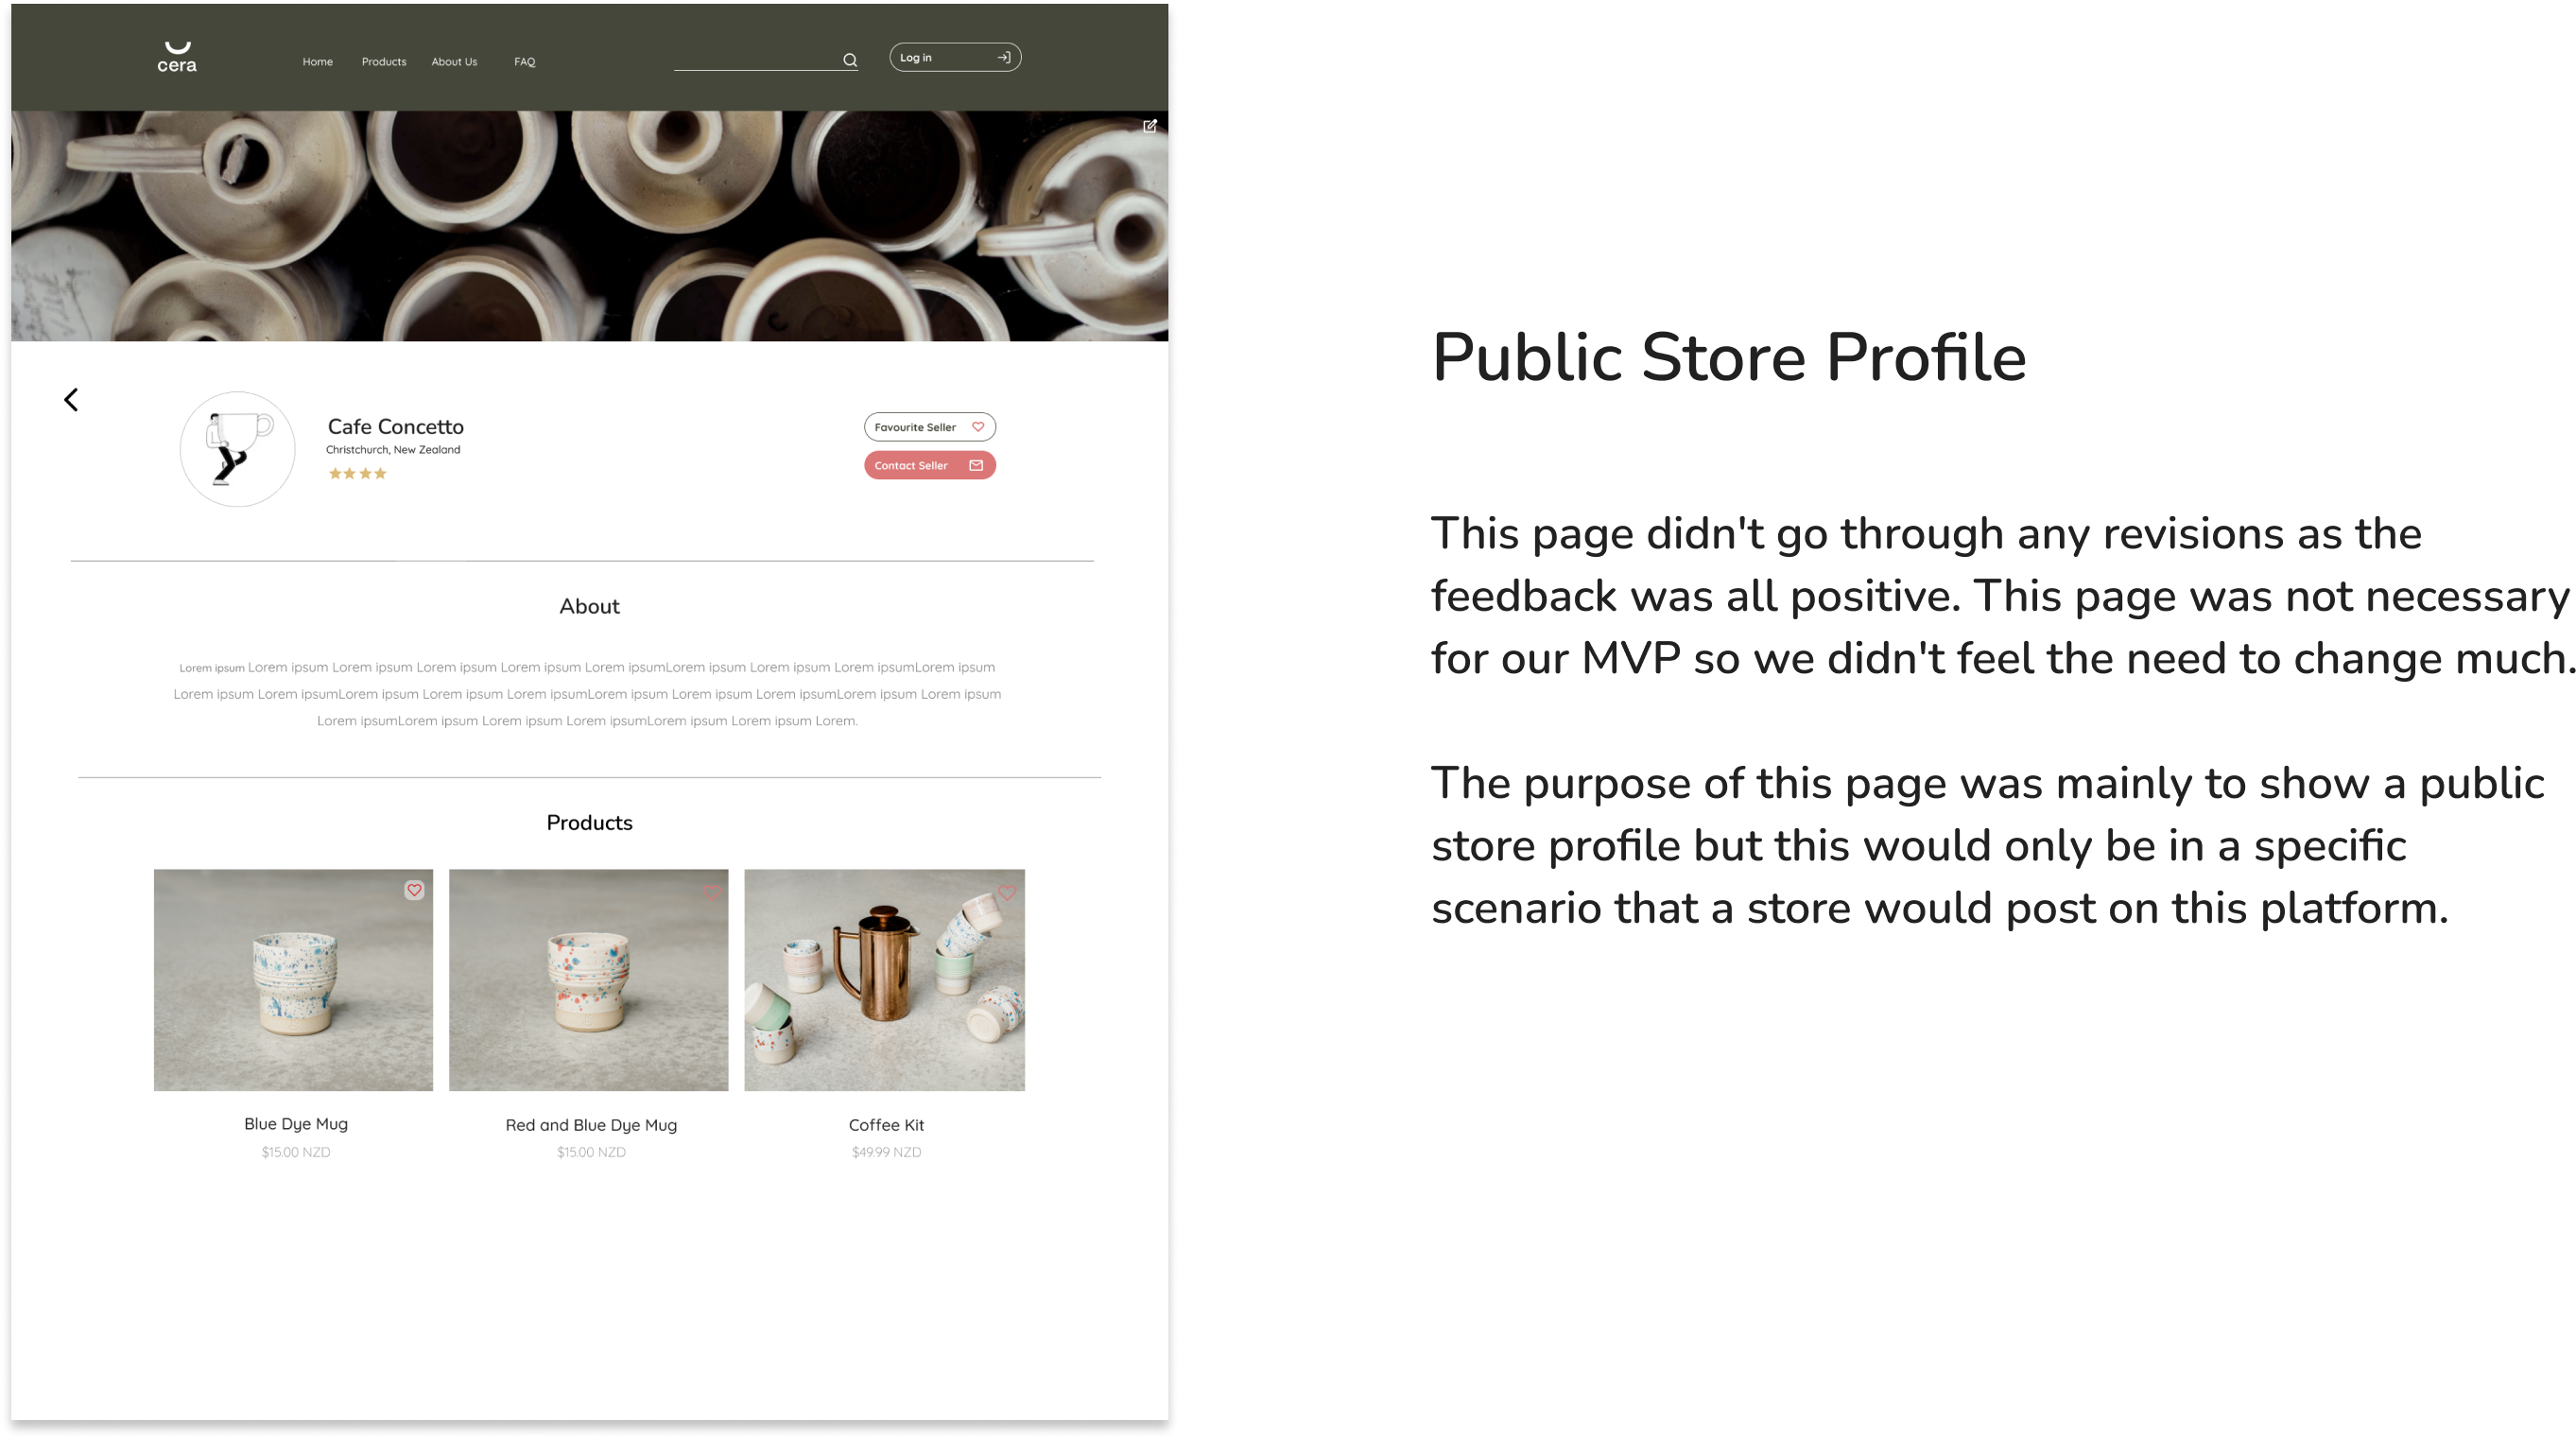 cera
Home Products About Us FAQ
Log in
Cafe Concetto
Christchurch, New Zealand
Favourite Seller
Contact Seller
About
Lorem ipsum Lorem ipsum Lorem ipsum Lorem ipsum Lorem ipsum Lorem ipsumLorem ipsum Lorem ipsum Lorem ipsumLorem ipsum
Lorem ipsum Lorem ipsumLorem ipsum Lorem ipsum Lorem ipsumLorem ipsum Lorem ipsum Lorem ipsumLorem ipsum Lorem ipsum
Lorem ipsumLorem ipsum Lorem ipsum Lorem ipsumLorem ipsum Lorem ipsum Lorem.
Products
Blue Dye Mug
$15.00 NZD
Red and Blue Dye Mug
$15.00 NZD
Coffee Kit
$49.99 NZD
Public Store Profile
This page didn't go through any revisions as the
feedback was all positive. This page was not necessary
for our MVP so we didn't feel the need to change much.
The purpose of this page was mainly to show a public
store profile but this would only be in a specific
scenario that a store would post on this platform.